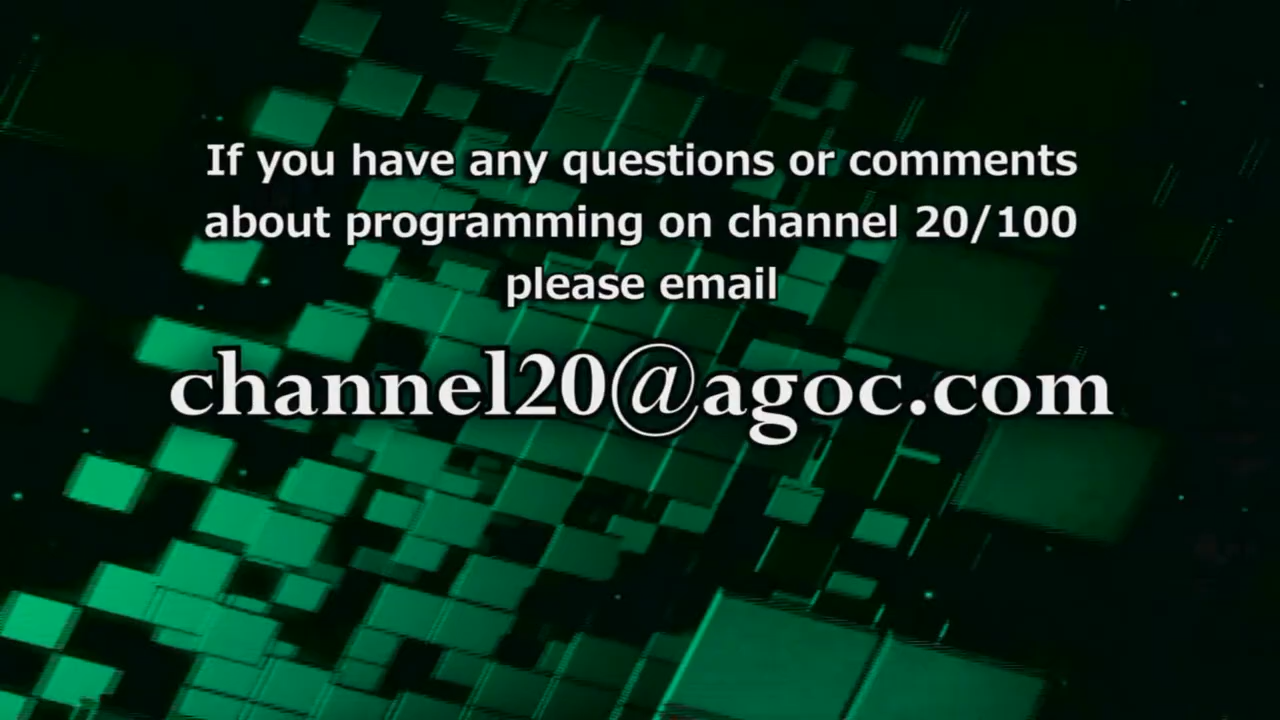 If you have any questions or comments
about programming on channel 20/100
please email
channel20@agoc.com